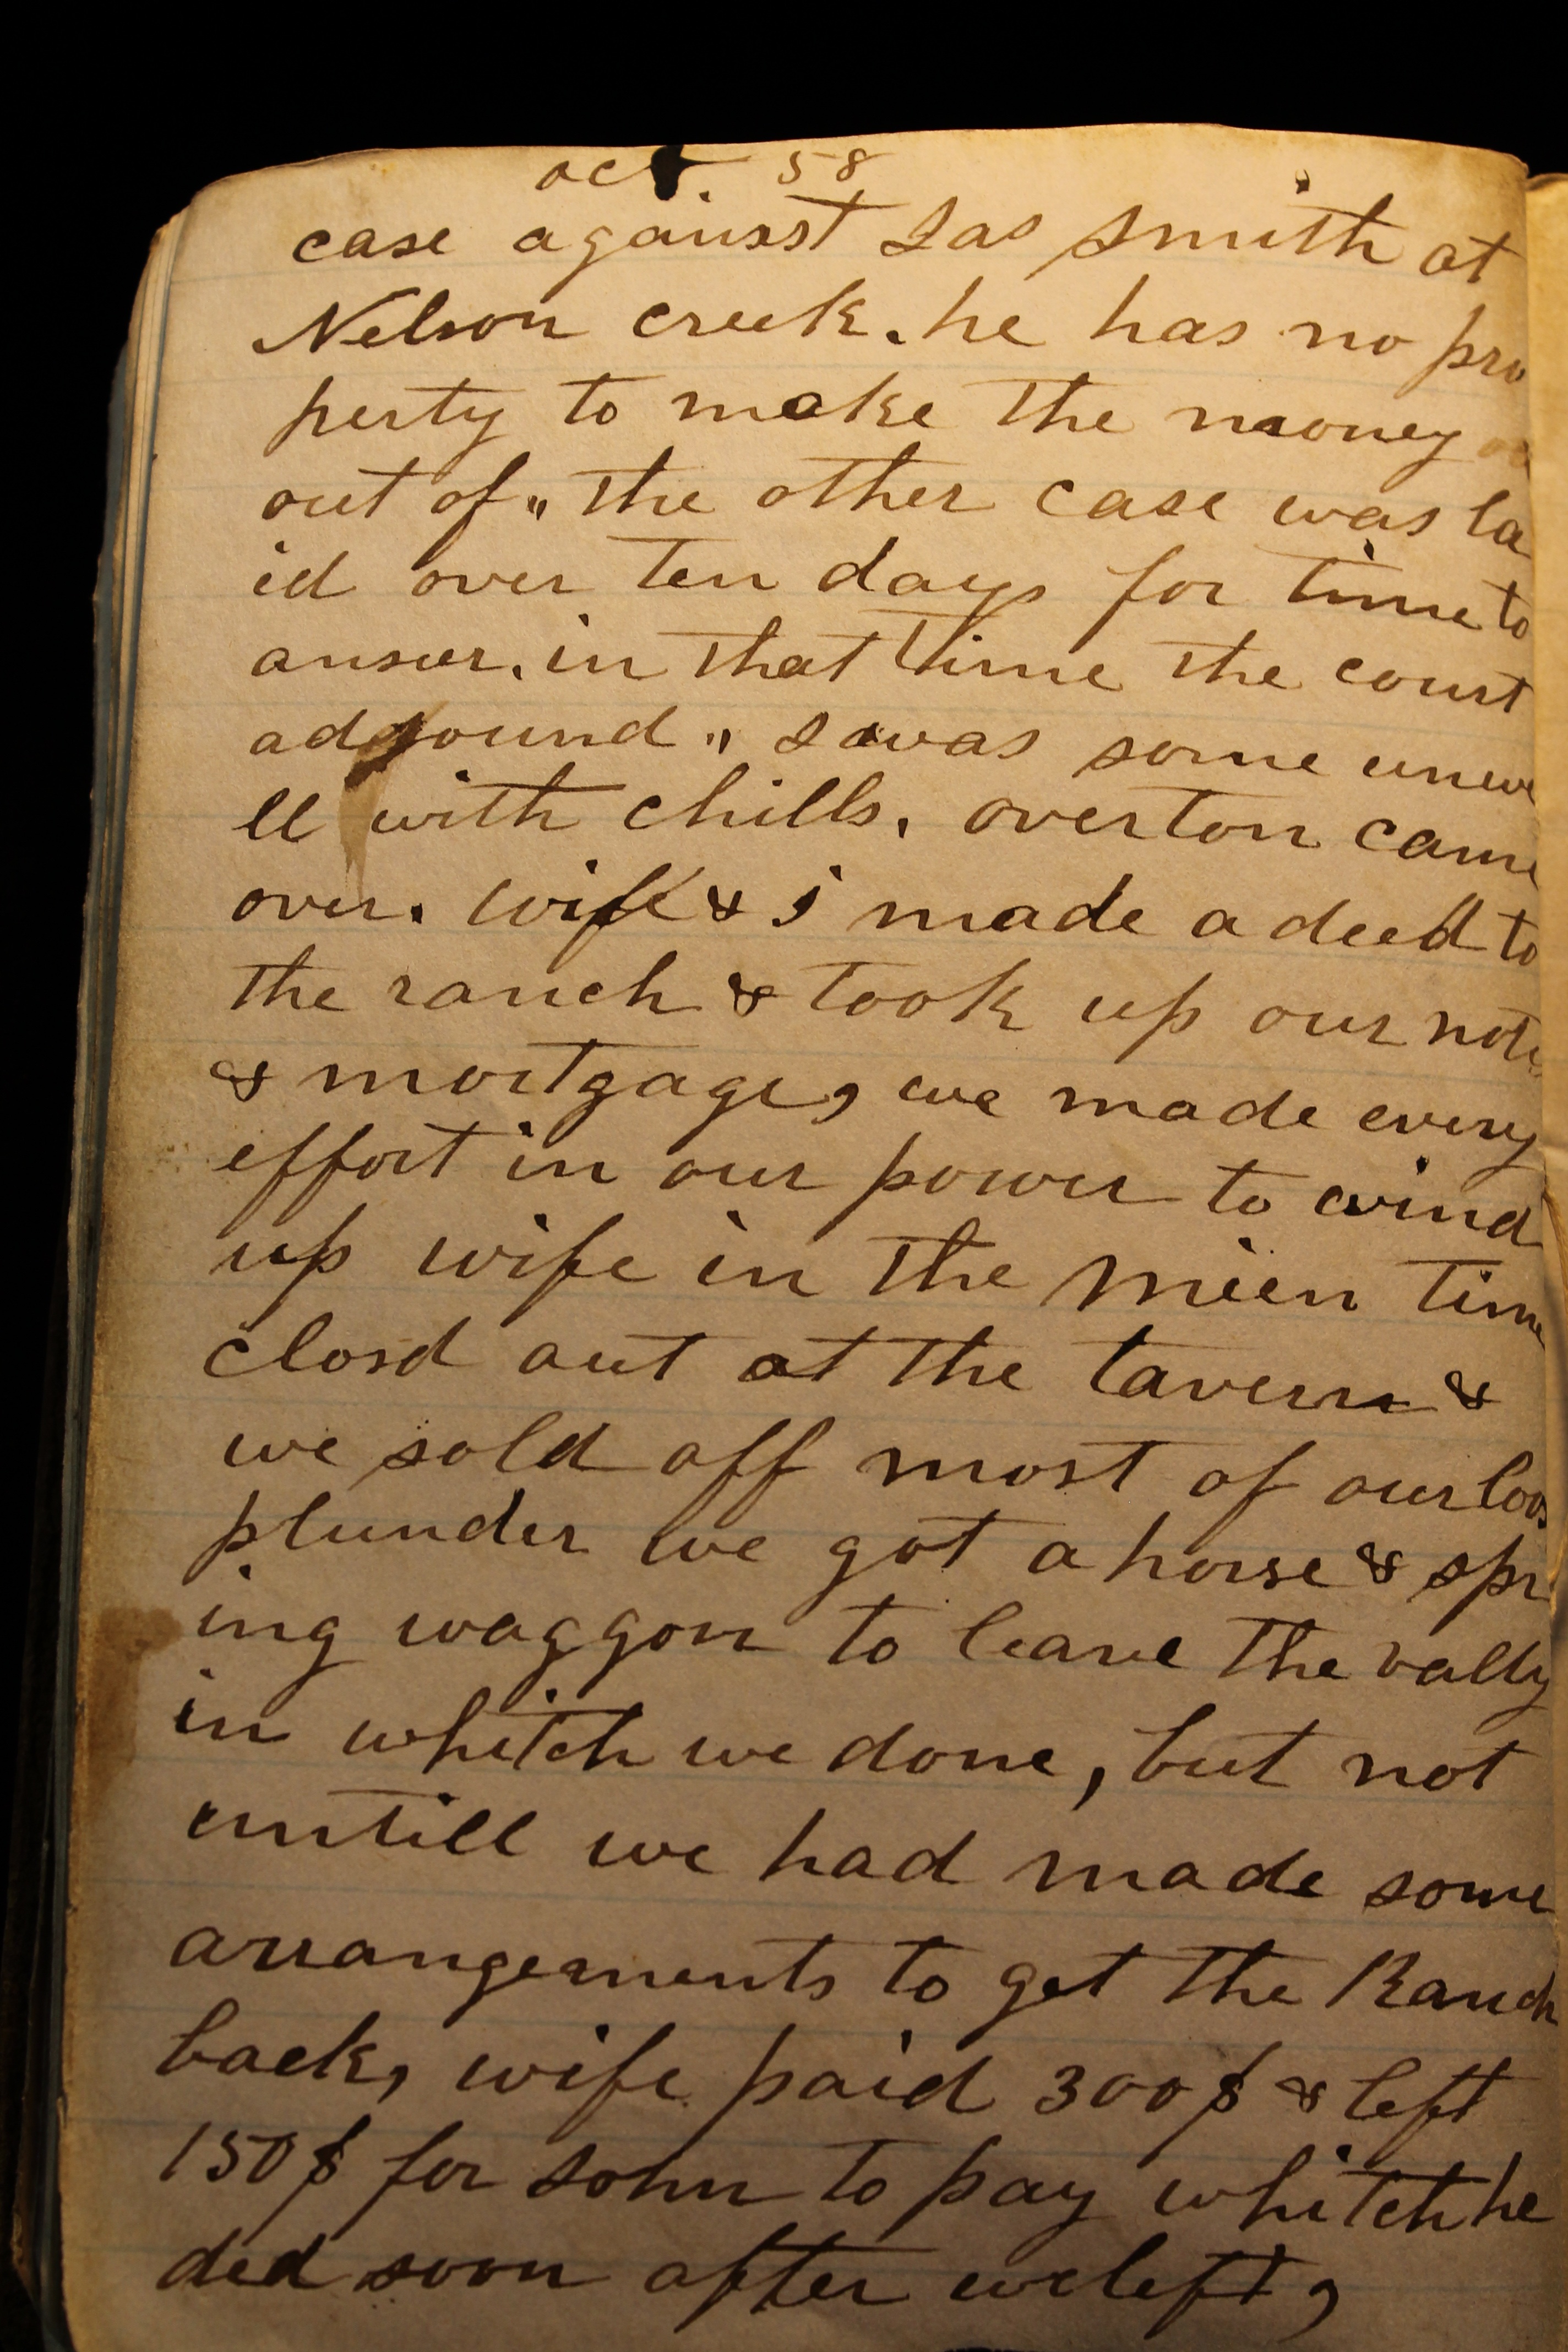 oct. 58
case against Jas Smith at
Nelson creek. he has no pro
perty to make the money
out of " the other case was la
id over ten days for time to
answer. in that time the court
adjound " I was some unwe
ll with chills. overton came
over. wife & i made a deed to
the ranch & took up our note
& mortgage, we made every
effort in our power to wind
up wife in the mien time
closd out at the tavern &
we sold off most of our loos
plunder we got a horse & spr
ing waggon to leave the vally
in whitch we done, but not
untill we had made some
arrangements to get the Ranch
back, wife paid 300$ & left
150$ for John to pay whitch he
ded soon after we left,